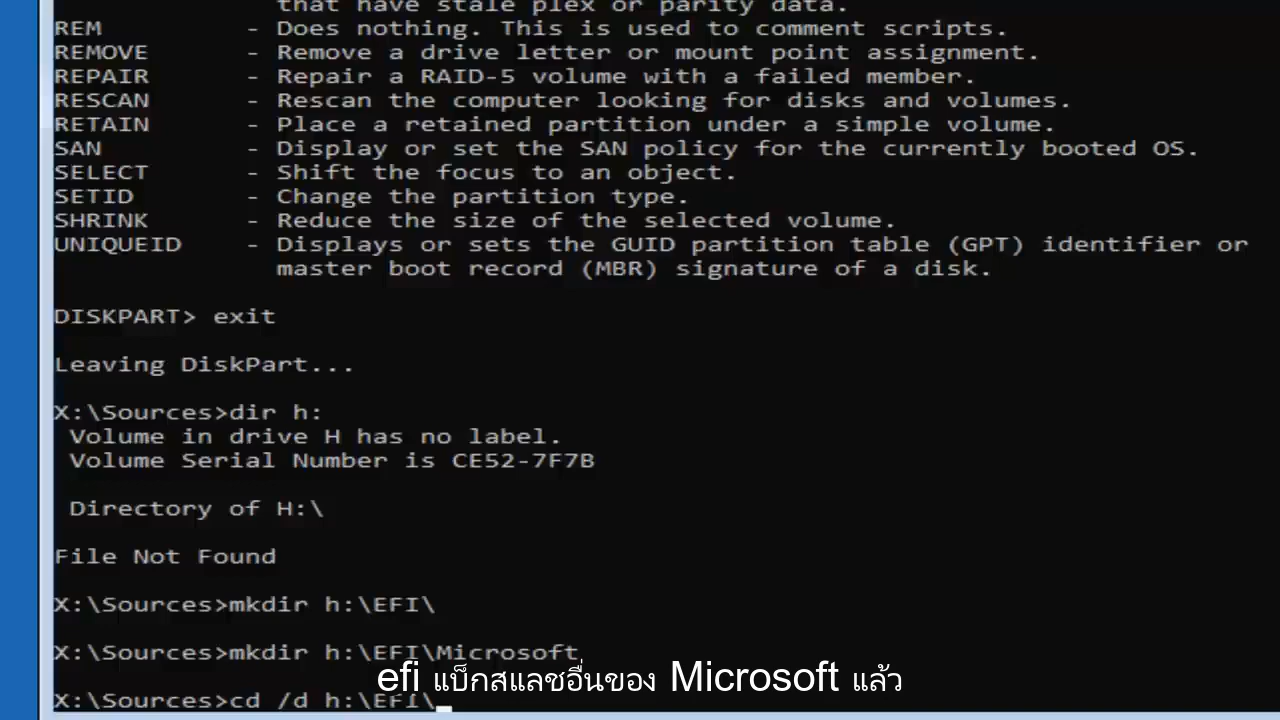 that have stale plex or parity data.
REM - Does nothing. This is used to comment scripts.
REMOVE - Remove a drive letter or mount point assignment.
REPAIR - Repair a RAID-5 volume with a failed member.
RESCAN - Rescan the computer looking for disks and volumes.
RETAIN - Place a retained partition under a simple volume.
SAN - Display or set the SAN policy for the currently booted OS.
SELECT - Shift the focus to an object.
SETID - Change the partition type.
SHRINK - Reduce the size of the selected volume.
UNIQUEID - Displays or sets the GUID partition table (GPT) identifier or
master boot record (MBR) signature of a disk.
DISKPART> exit
Leaving DiskPart...
X:\Sources>dir h:
Volume in drive H has no label.
Volume Serial Number is CE52-7F7B
Directory of H:\
File Not Found
X:\Sources>mkdir h:\EFI\
X:\Sources>mkdir h:\EFI\Microsoft
efi แบ็กสแลชอื่นของ Microsoft แล้ว
X:\Sources>cd /d h:\EFI\